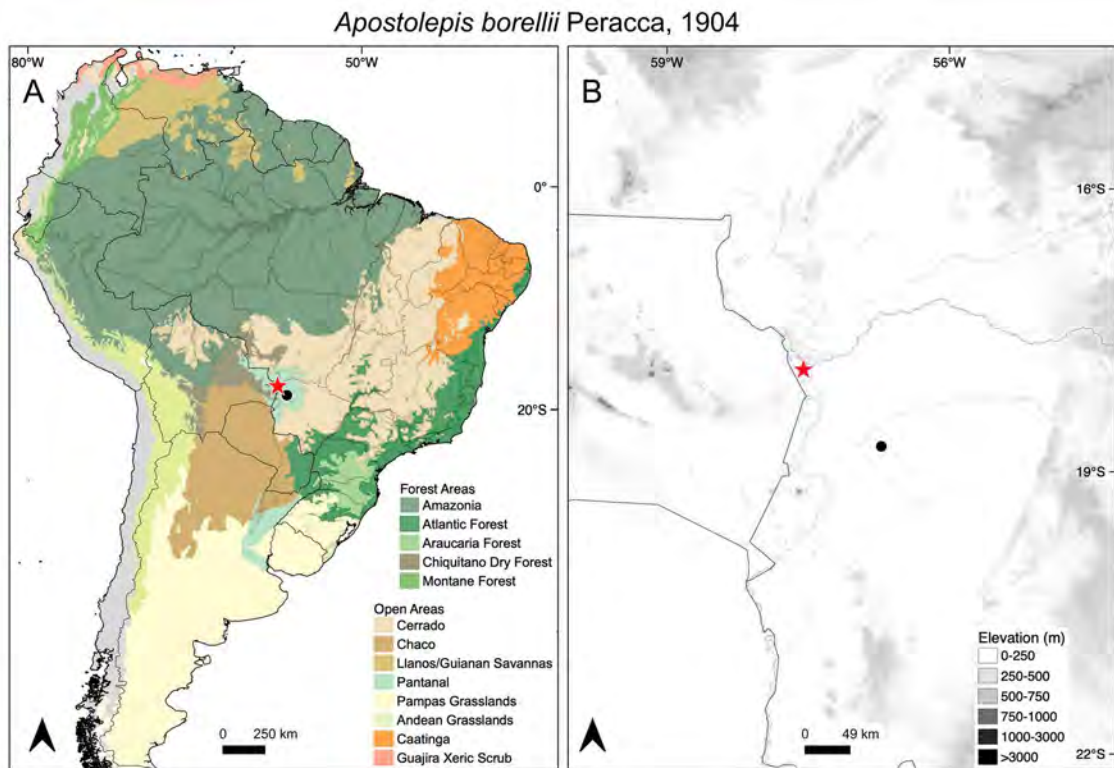 Apostolepis borellii Peracca, 1904
A
80°W
50°W
0°
20°S
Forest Areas
Amazonia
Atlantic Forest
Araucaria Forest
Chiquitano Dry Forest
Montane Forest
Open Areas
Cerrado
Chaco
Llanos/Guianan Savannas
Pantanal
Pampas Grasslands
Andean Grasslands
Caatinga
Guajira Xeric Scrub
0 250 km
B
59°W
56°W
16°S
19°S
22°S
Elevation (m)
0-250
250-500
500-750
750-1000
1000-3000
>3000
0 49 km